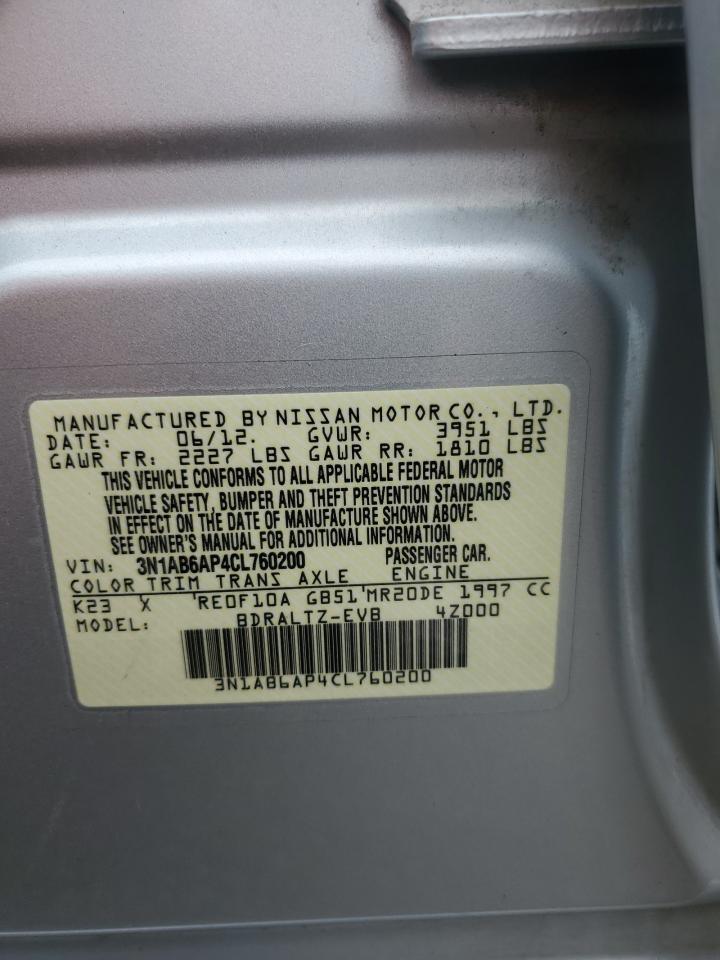 MANUFACTURED BY NISSAN MOTOR CO., LTD.
DATE: 06/12. GVWR: 3951 LBS
GAWR FR: 2227 LBS GAWR RR: 1810 LBS
THIS VEHICLE CONFORMS TO ALL APPLICABLE FEDERAL MOTOR
VEHICLE SAFETY, BUMPER AND THEFT PREVENTION STANDARDS
IN EFFECT ON THE DATE OF MANUFACTURE SHOWN ABOVE.
SEE OWNER'S MANUAL FOR ADDITIONAL INFORMATION.
VIN: 3N1AB6AP4CL760200 PASSENGER CAR.
COLOR TRIM TRANS AXLE ENGINE
K23 X 'RE0F10A GB51'MR20DE 1997 CC
MODEL: BDRALTZ-EVB 4Z000
3N1AB6AP4CL760200